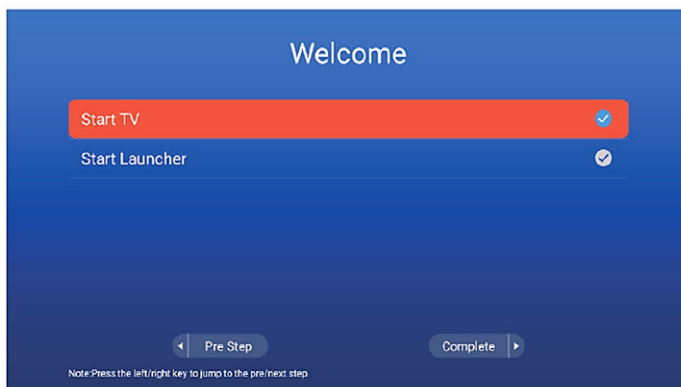 Welcome
Start TV
Start Launcher
Pre Step
Complete
Note:Press the left/right key to jump to the pre/next step